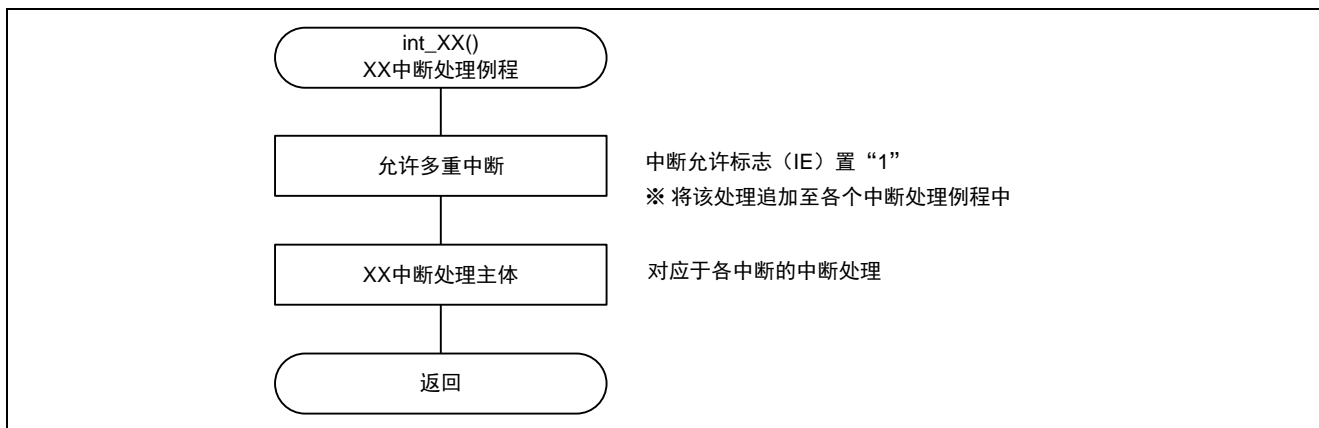 int_XX()
XX中断处理例程
允许多重中断
中断允许标志（IE）置“1”
※ 将该处理追加至各个中断处理例程中
XX中断处理主体
对应于各中断的中断处理
返回